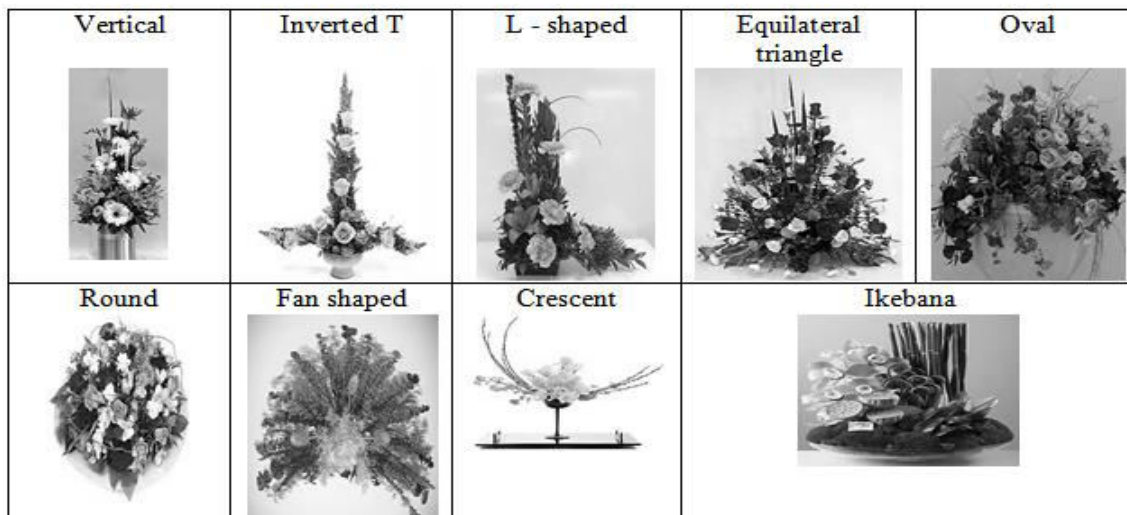 Vertical
Inverted T
L - shaped
Equilateral
triangle
Oval
Round
Fan shaped
Crescent
Ikebana